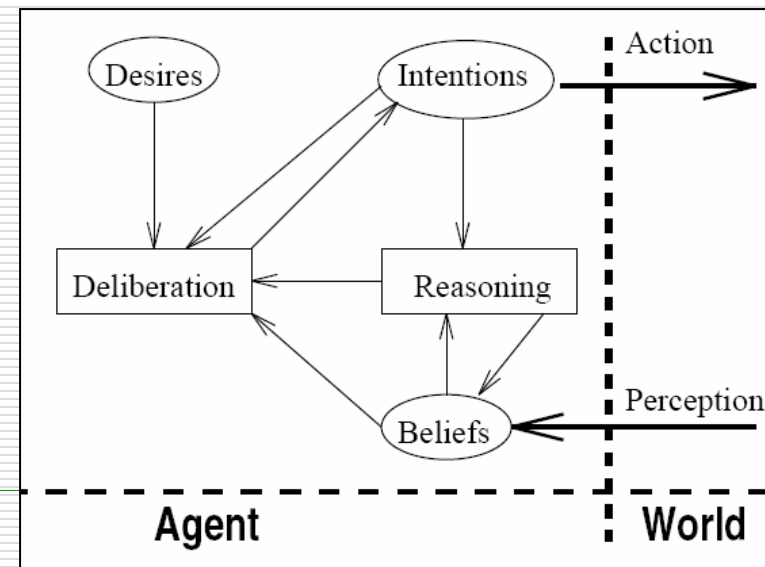 Desires
Intentions
Action
Deliberation
Reasoning
Perception
Beliefs
Agent
World